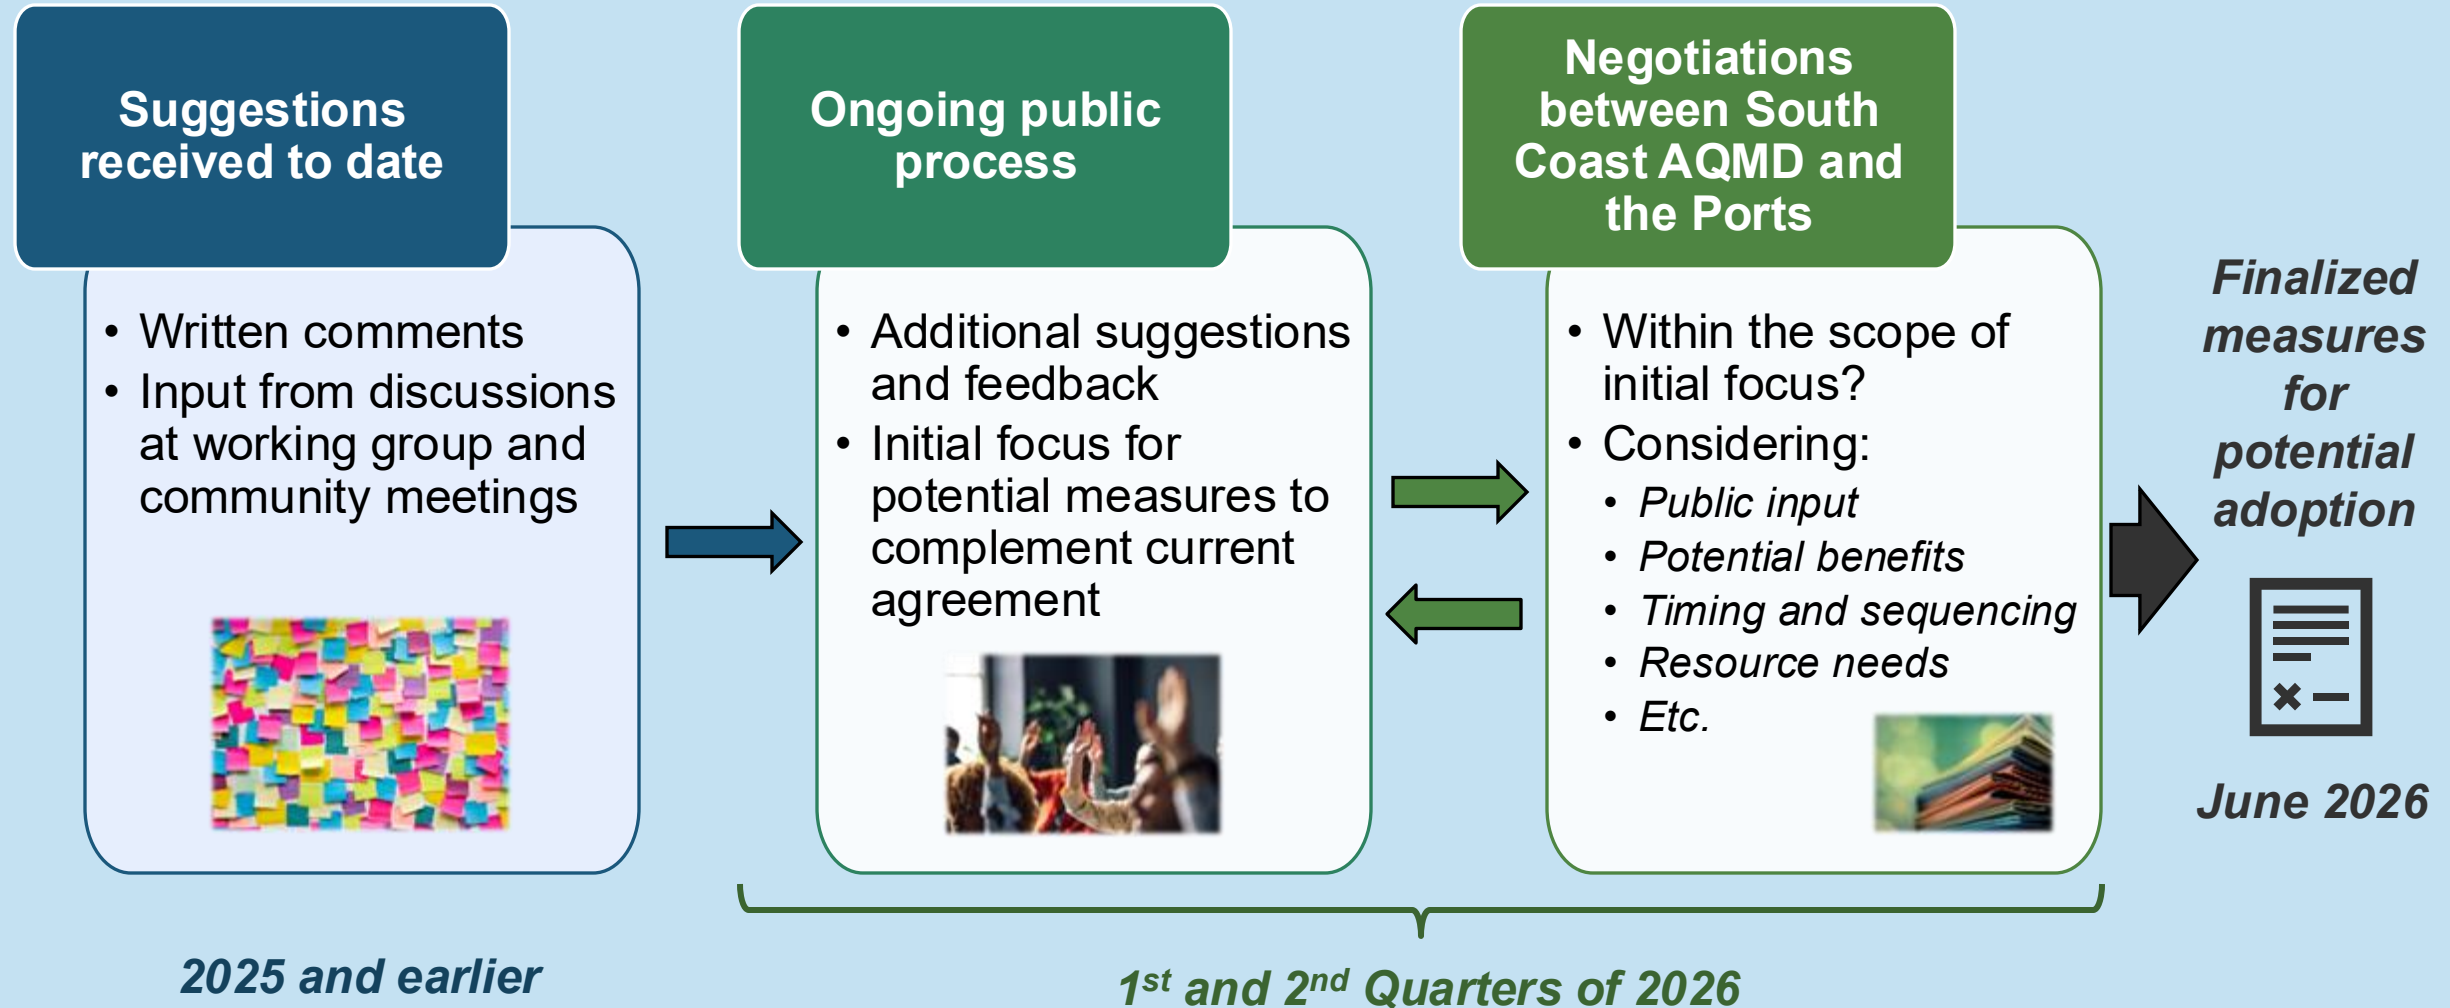 Suggestions
received to date
• Written comments
• Input from discussions
at working group and
community meetings
2025 and earlier
Ongoing public
process
• Additional suggestions
and feedback
• Initial focus for
potential measures to
complement current
agreement
Negotiations
between South
Coast AQMD and
the Ports
• Within the scope of
initial focus?
• Considering:
• Public input
• Potential benefits
• Timing and sequencing
• Resource needs
• Etc.
1st and 2nd Quarters of 2026
Finalized
measures
for
potential
adoption
June 2026